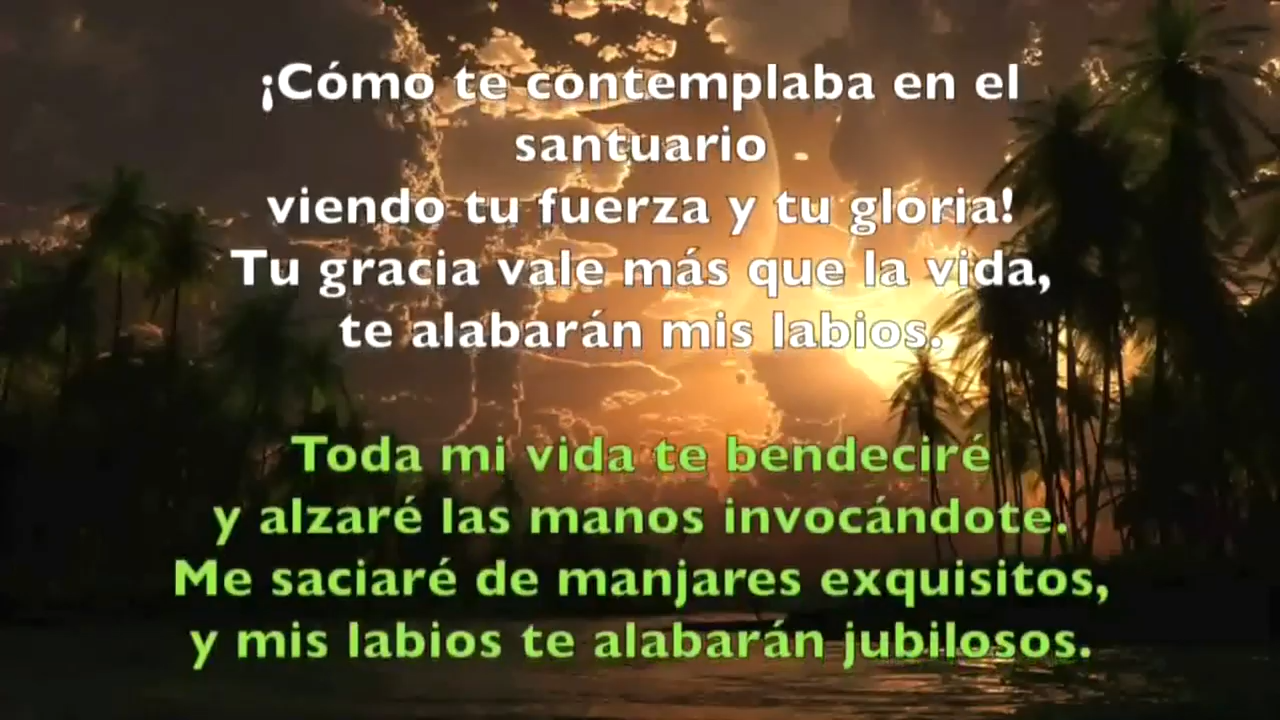 ¡Cómo te contemplaba en el
santuario
viendo tu fuerza y tu gloria!
Tu gracia vale más que la vida,
te alabarán mis labios.
Toda mi vida te bendeciré
y alzaré las manos invocándote.
Me saciaré de manjares exquisitos,
y mis labios te alabarán jubilosos.